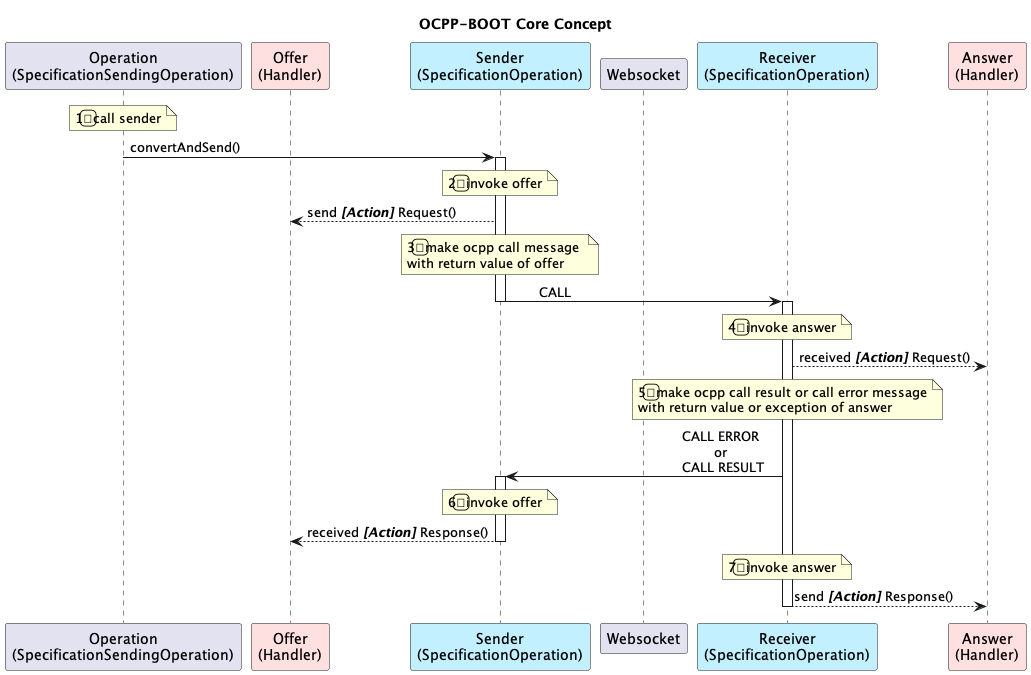 OCPP-BOOT Core Concept
Operation
(SpecificationSendingOperation)
Offer
(Handler)
Sender
(SpecificationOperation)
Websocket
Receiver
(SpecificationOperation)
Answer
(Handler)
1 call sender
convertAndSend()
2 invoke offer
send [Action] Request()
3 make ocpp call message
with return value of offer
CALL
4 invoke answer
received [Action] Request()
5 make ocpp call result or call error message
with return value or exception of answer
CALL ERROR
or
CALL RESULT
6 invoke offer
received [Action] Response()
7 invoke answer
send [Action] Response()
Operation
(SpecificationSendingOperation)
Offer
(Handler)
Sender
(SpecificationOperation)
Websocket
Receiver
(SpecificationOperation)
Answer
(Handler)